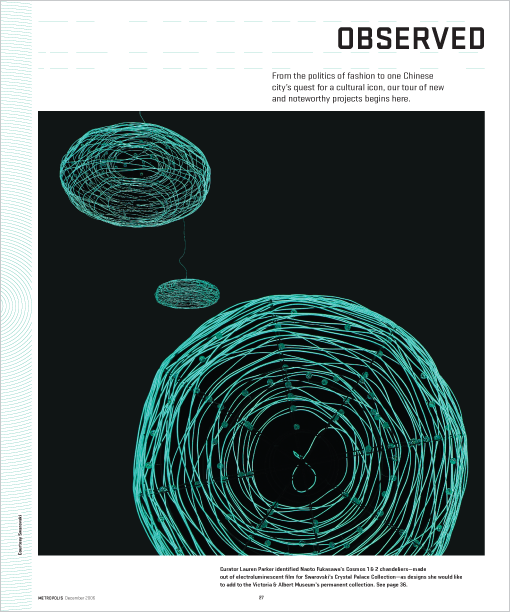 OBSERVED
From the politics of fashion to one Chinese
city's quest for a cultural icon, our tour of new
and noteworthy projects begins here.
Courtesy Swarovski
Curator Lauren Parker identified Naoto Fukasawa's Cosmos 1 & 2 chandeliers—made
out of electroluminescent film for Swarovski's Crystal Palace Collection—as designs she would like
to add to the Victoria & Albert Museum's permanent collection. See page 36.
METROPOLIS December 2006 27